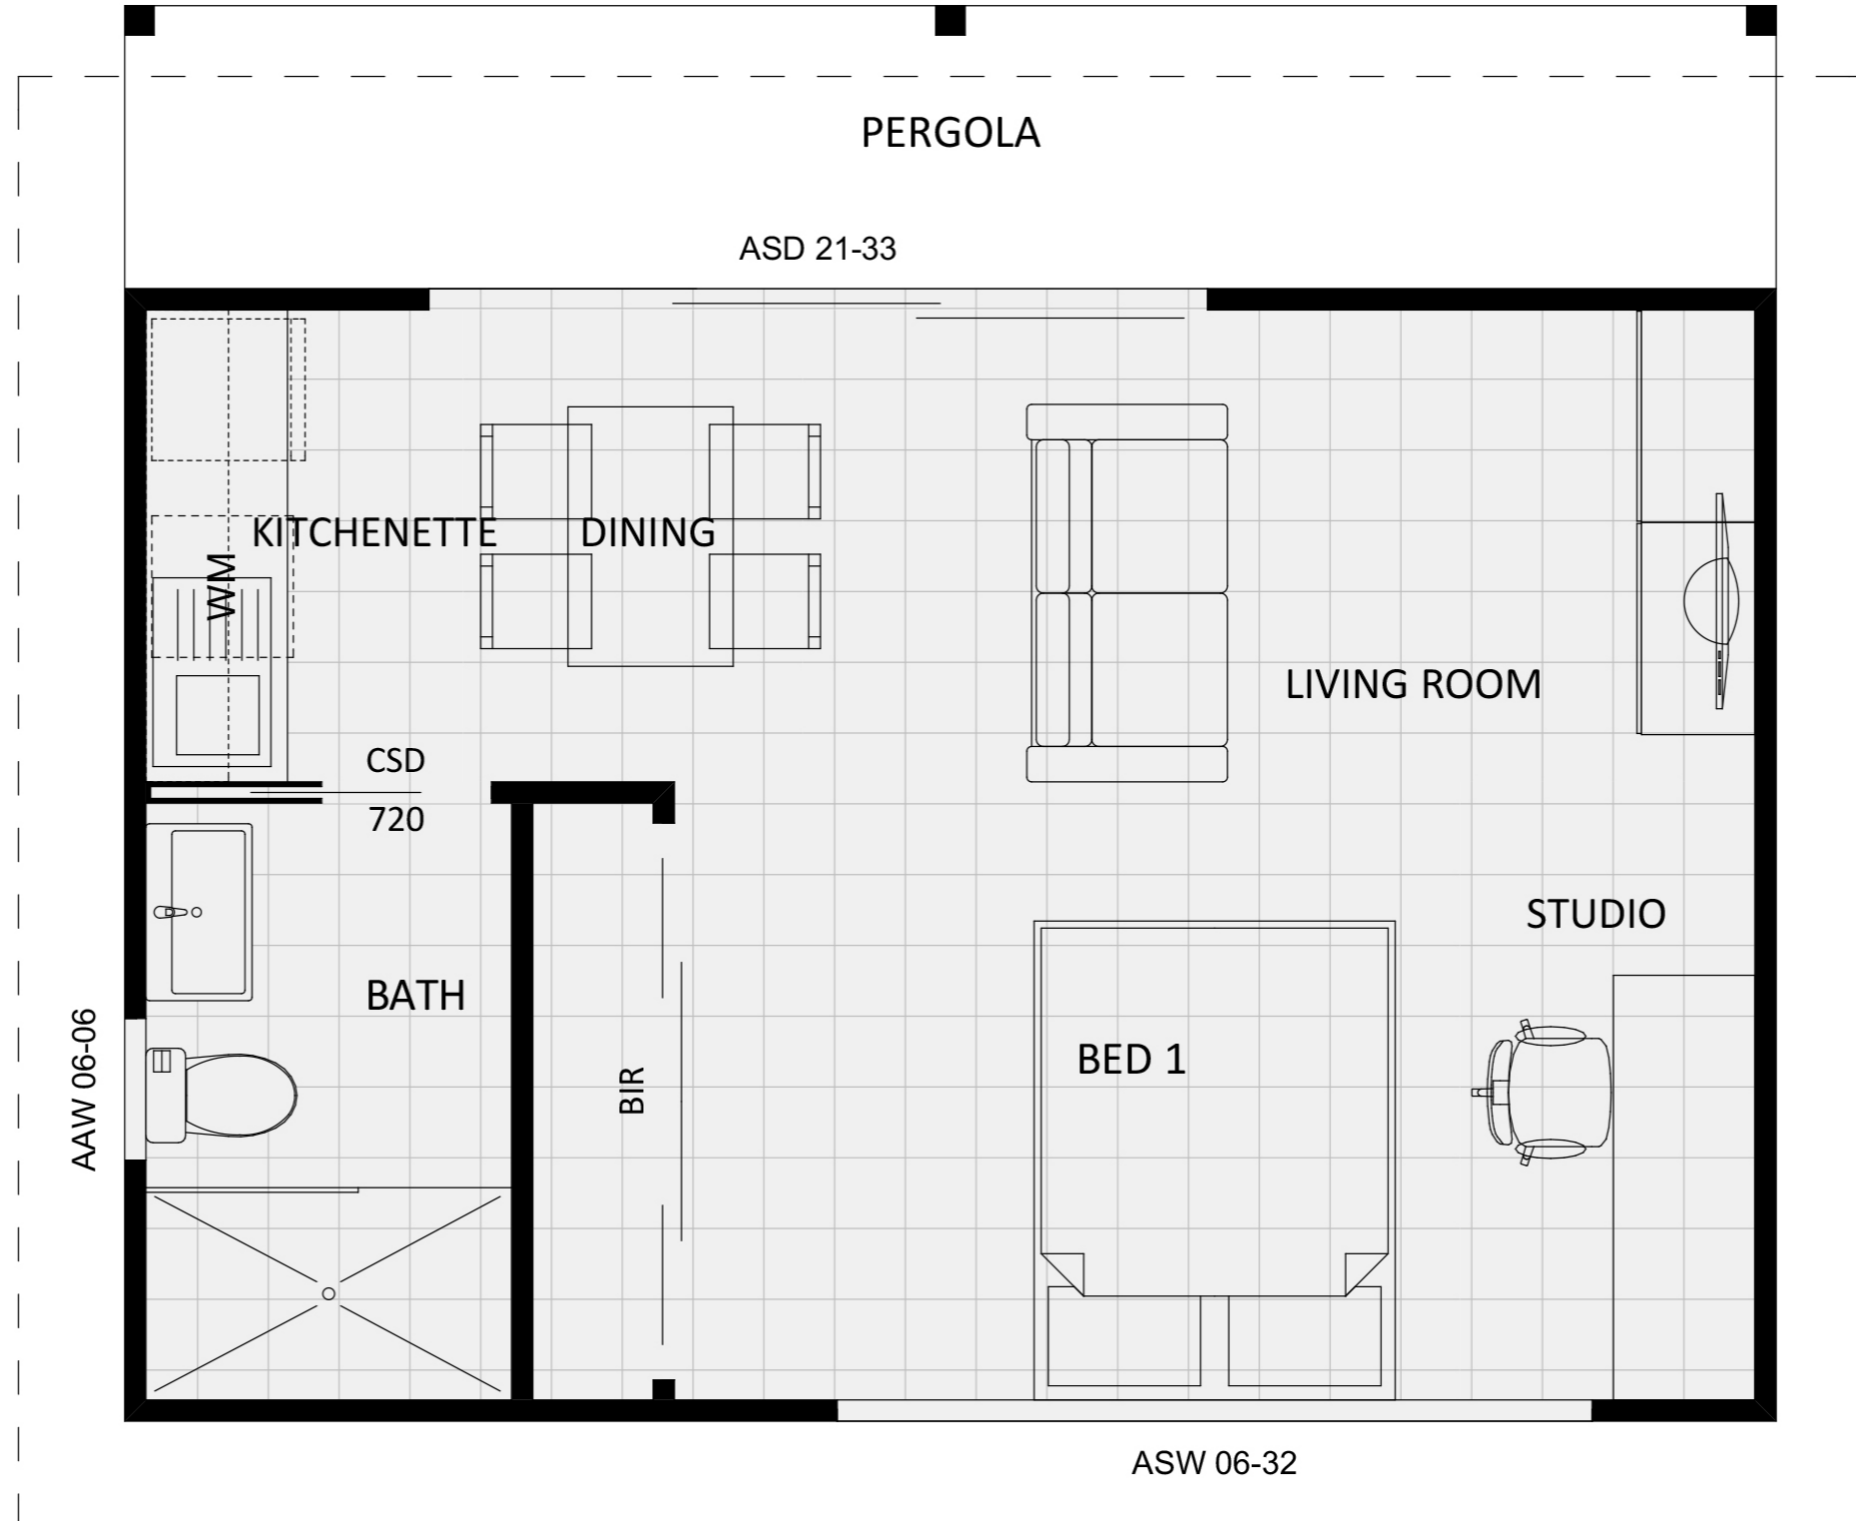 PERGOLA
ASD 21-33
KITCHENETTE
DINING
WM
LIVING ROOM
CSD
720
STUDIO
BATH
BED 1
BIR
AAW 06-06
ASW 06-32